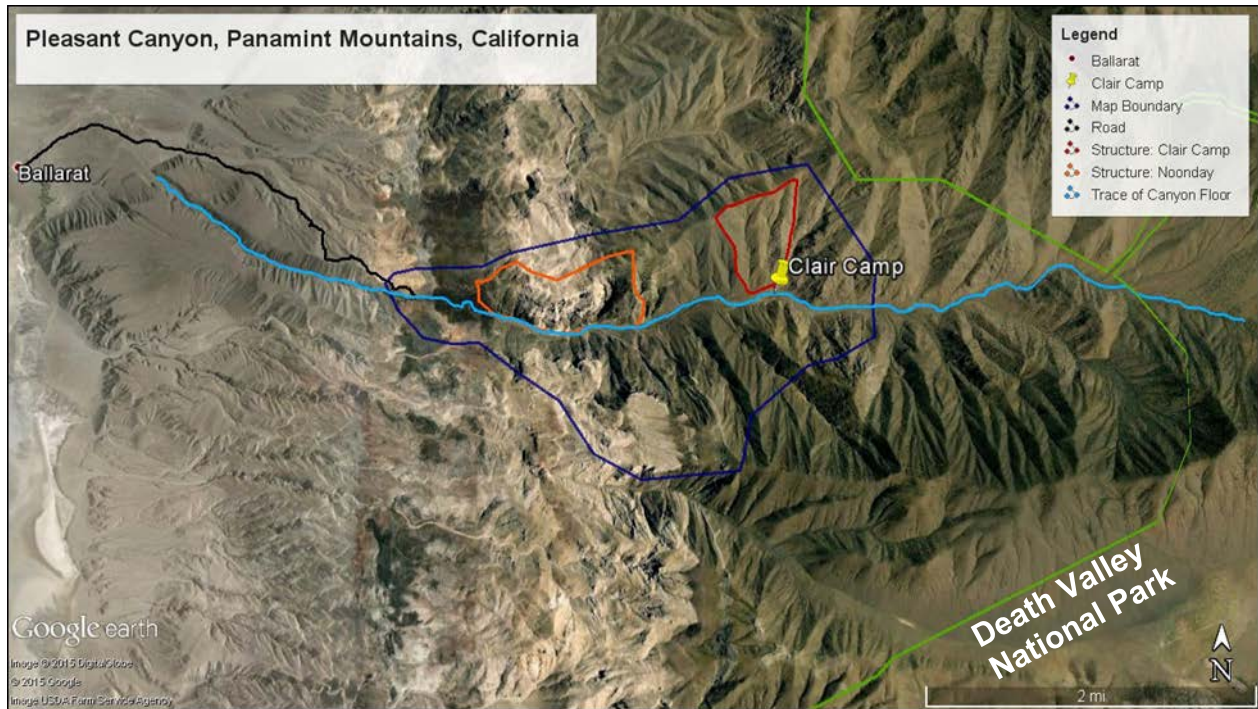 Pleasant Canyon, Panamint Mountains, California
Legend
Ballarat
Clair Camp
Map Boundary
Road
Structure: Clair Camp
Structure: Noonday
Trace of Canyon Floor
Ballarat
Clair Camp
Death Valley
National Park
Google earth
Image © 2015 DigitalGlobe
© 2015 Google
Image USDA Farm Service Agency
N
2 mi